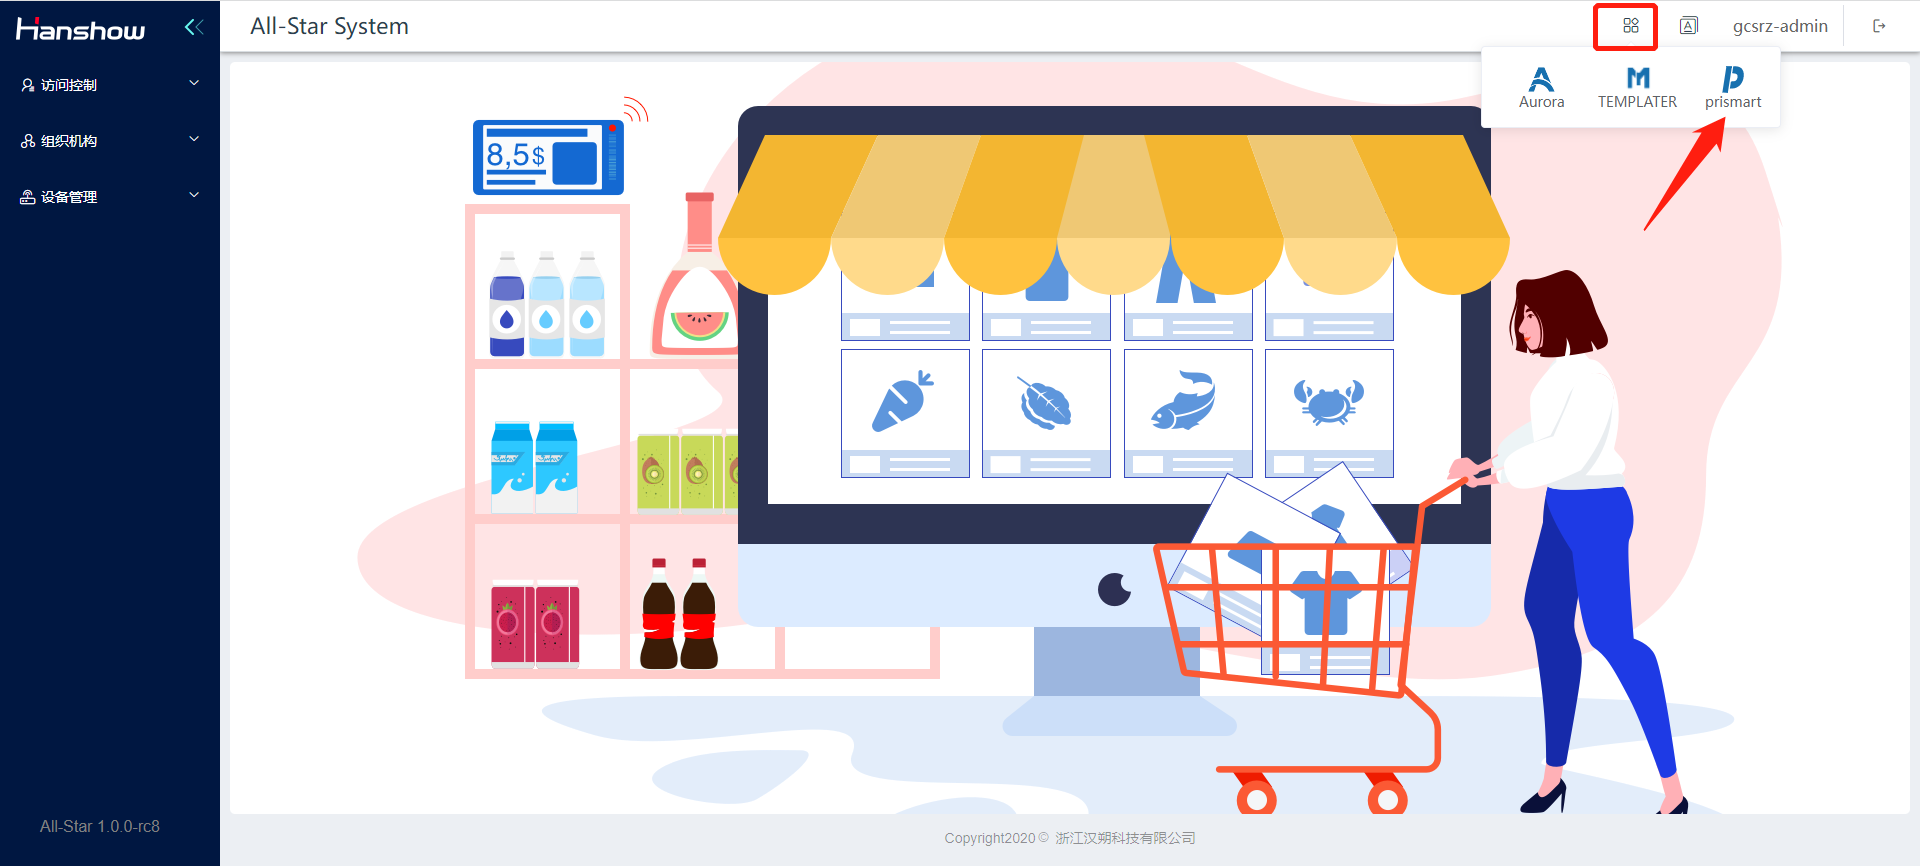 Hanshow
All-Star System
gcsrz-admin
Aurora
TEMPLATER
prismart
访问控制
组织机构
设备管理
8,5$
All-Star 1.0.0-rc8
Copyright2020© 浙江汉朔科技有限公司